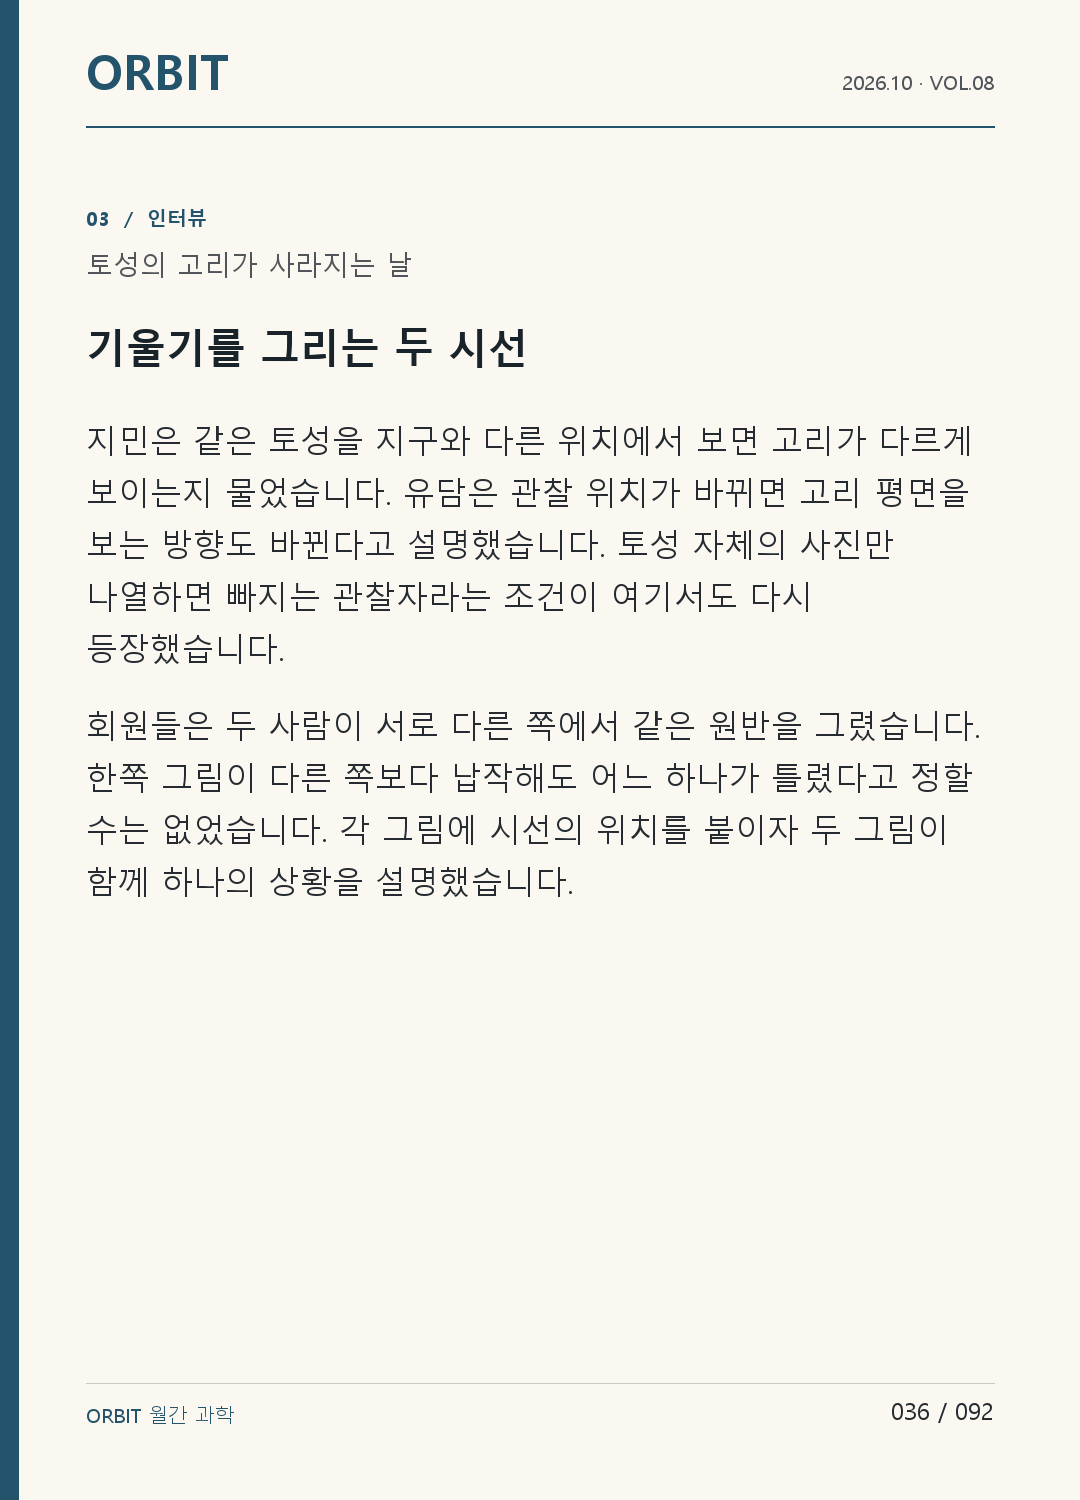 ORBIT
2026.10 · VOL.08
03 / 인터뷰
토성의 고리가 사라지는 날
기울기를 그리는 두 시선
지민은 같은 토성을 지구와 다른 위치에서 보면 고리가 다르게
보이는지 물었습니다. 유담은 관찰 위치가 바뀌면 고리 평면을
보는 방향도 바뀐다고 설명했습니다. 토성 자체의 사진만
나열하면 빠지는 관찰자라는 조건이 여기서도 다시
등장했습니다.
회원들은 두 사람이 서로 다른 쪽에서 같은 원반을 그렸습니다.
한쪽 그림이 다른 쪽보다 납작해도 어느 하나가 틀렸다고 정할
수는 없었습니다. 각 그림에 시선의 위치를 붙이자 두 그림이
함께 하나의 상황을 설명했습니다.
ORBIT 월간 과학
036 / 092